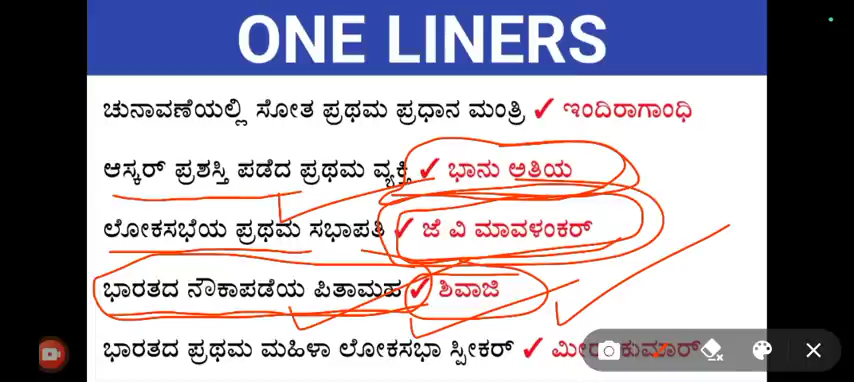 ONE LINERS
ಚುನಾವಣೆಯಲ್ಲಿ ಸೋತ ಪ್ರಥಮ ಪ್ರಧಾನ ಮಂತ್ರಿ ✓ ಇಂದಿರಾಗಾಂಧಿ
ಆಸ್ಕರ್ ಪ್ರಶಸ್ತಿ ಪಡೆದ ಪ್ರಥಮ ವ್ಯಕ್ತಿ ✓ ಭಾನು ಅತಿಯ
ಲೋಕಸಭೆಯ ಪ್ರಥಮ ಸಭಾಪತಿ ✓ ಜೆ ವಿ ಮಾವಳಂಕರ್
ಭಾರತದ ನೌಕಾಪಡೆಯ ಪಿತಾಮಹ ✓ ಶಿವಾಜಿ
ಭಾರತದ ಪ್ರಥಮ ಮಹಿಳಾ ಲೋಕಸಭಾ ಸ್ಪೀಕರ್ ✓